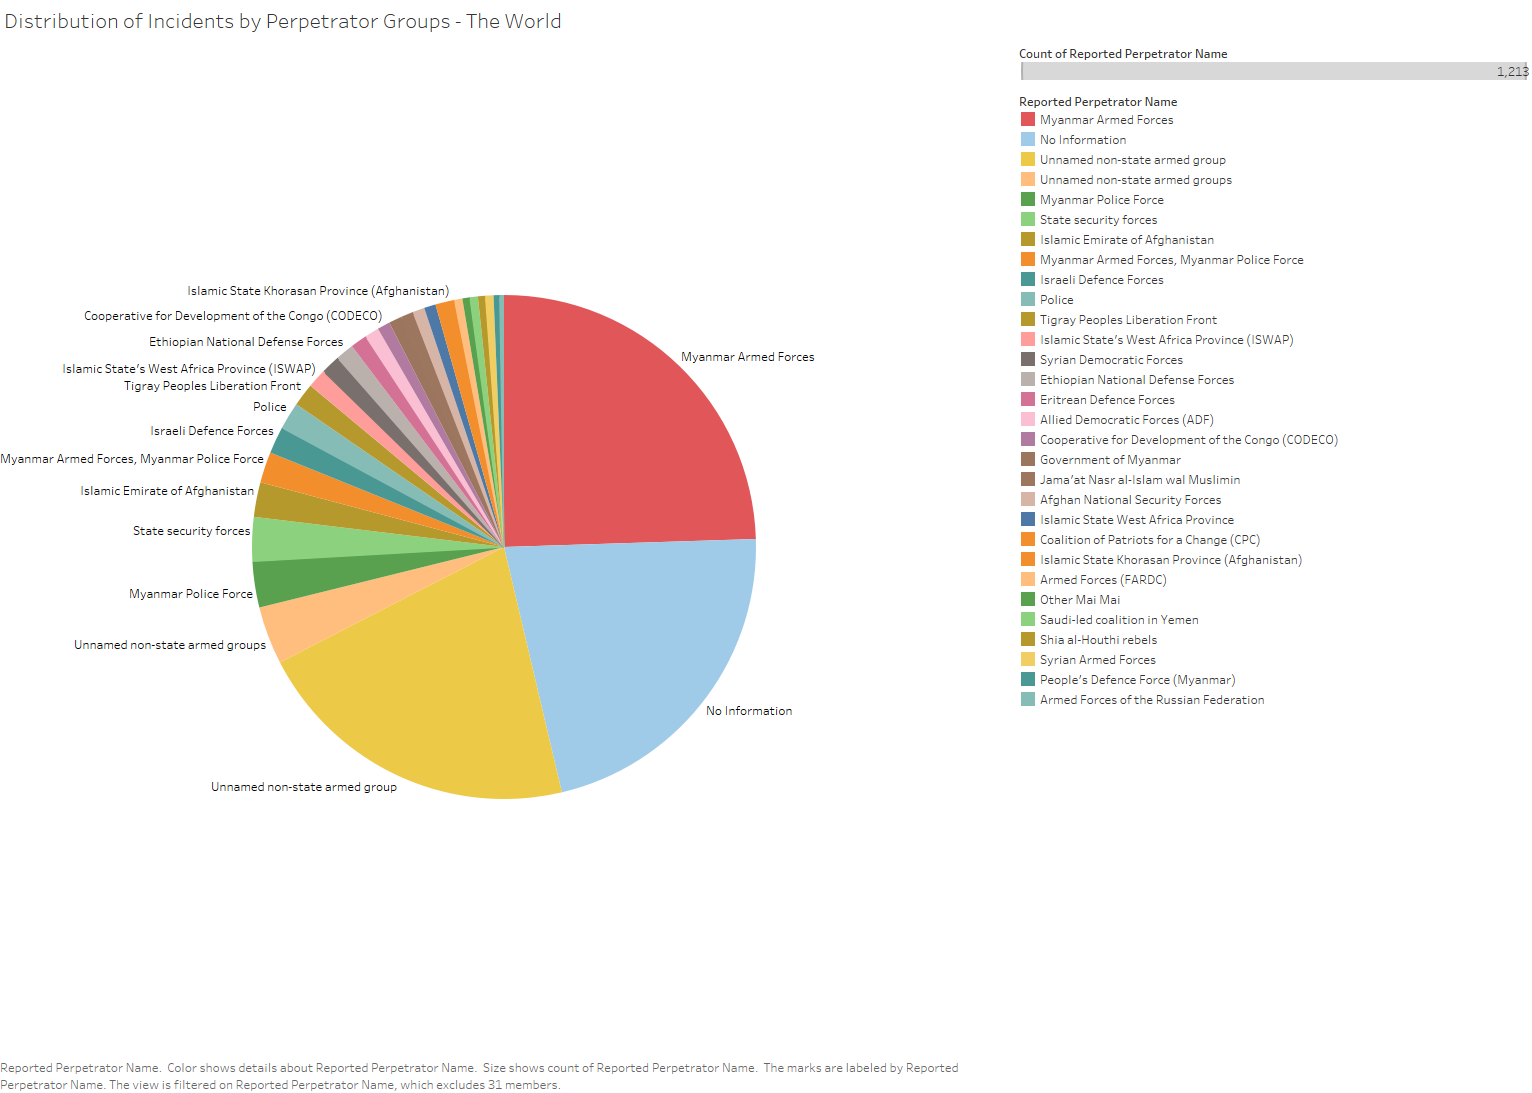 Distribution of Incidents by Perpetrator Groups - The World
Count of Reported Perpetrator Name
1,213
Reported Perpetrator Name
Myanmar Armed Forces
No Information
Unnamed non-state armed group
Unnamed non-state armed groups
Myanmar Police Force
State security forces
Islamic Emirate of Afghanistan
Myanmar Armed Forces, Myanmar Police Force
Israeli Defence Forces
Police
Tigray Peoples Liberation Front
Islamic State's West Africa Province (ISWAP)
Syrian Democratic Forces
Ethiopian National Defense Forces
Eritrean Defence Forces
Allied Democratic Forces (ADF)
Cooperative for Development of the Congo (CODECO)
Government of Myanmar
Jama'at Nasr al-Islam wal Muslimin
Afghan National Security Forces
Islamic State West Africa Province
Coalition of Patriots for a Change (CPC)
Islamic State Khorasan Province (Afghanistan)
Armed Forces (FARDC)
Other Mai Mai
Saudi-led coalition in Yemen
Shia al-Houthi rebels
Syrian Armed Forces
People's Defence Force (Myanmar)
Armed Forces of the Russian Federation
Islamic State Khorasan Province (Afghanistan)
Cooperative for Development of the Congo (CODECO)
Ethiopian National Defense Forces
Islamic State's West Africa Province (ISWAP)
Tigray Peoples Liberation Front
Police
Israeli Defence Forces
Myanmar Armed Forces, Myanmar Police Force
Islamic Emirate of Afghanistan
State security forces
Myanmar Police Force
Unnamed non-state armed groups
Unnamed non-state armed group
Myanmar Armed Forces
No Information
Reported Perpetrator Name.  Color shows details about Reported Perpetrator Name.  Size shows count of Reported Perpetrator Name.  The marks are labeled by Reported
Perpetrator Name. The view is filtered on Reported Perpetrator Name, which excludes 31 members.